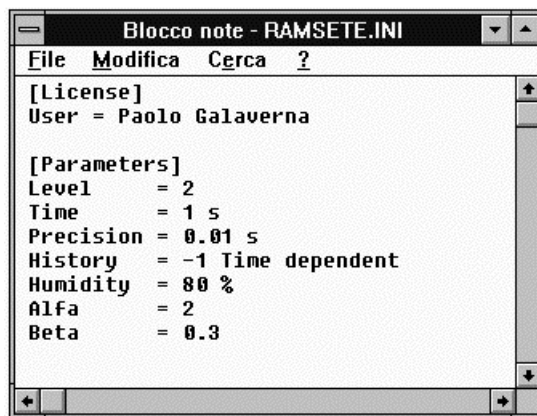 Blocco note - RAMSETE.INI
File Modifica Cerca ?
[License]
User = Paolo Galaverna
[Parameters]
Level = 2
Time = 1 s
Precision = 0.01 s
History = -1 Time dependent
Humidity = 80 %
Alfa = 2
Beta = 0.3